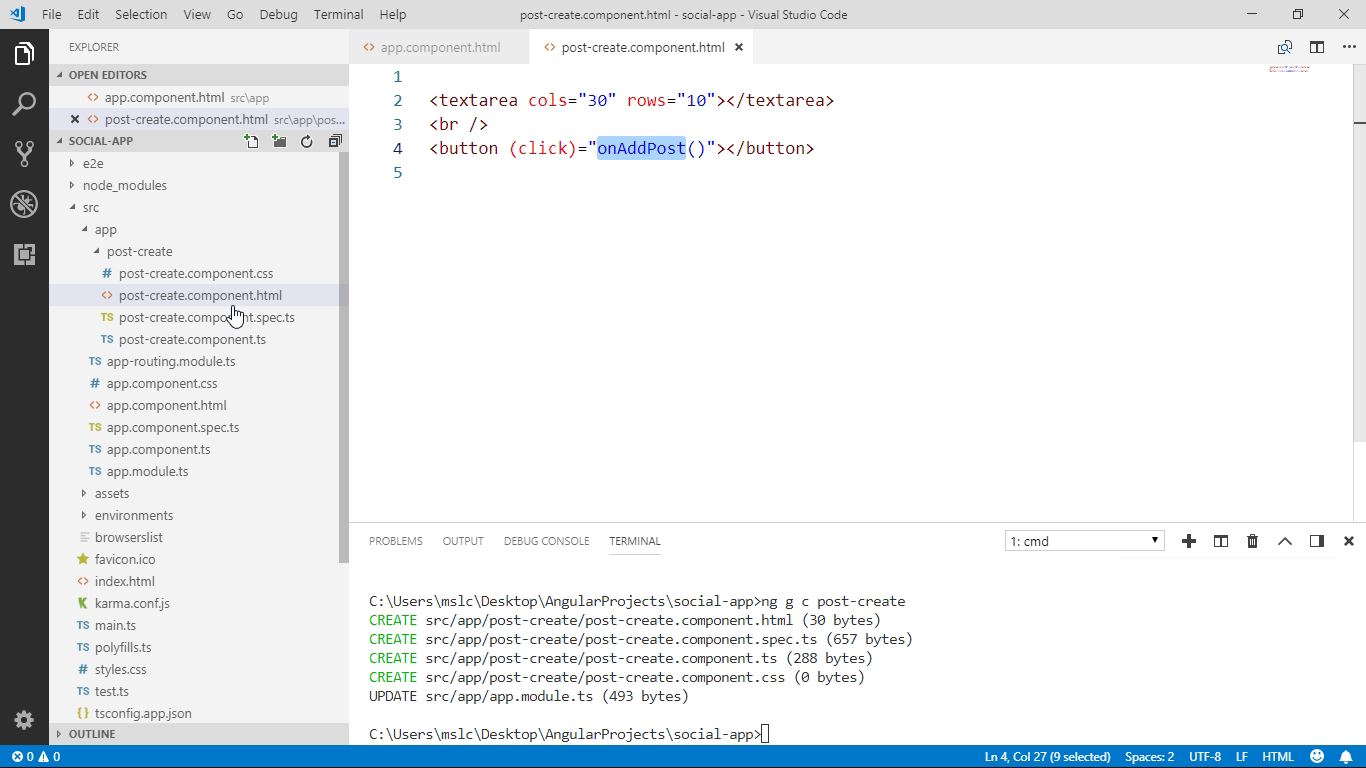 File Edit Selection View Go Debug Terminal Help post-create.component.html - social-app - Visual Studio Code
EXPLORER
OPEN EDITORS
app.component.html src\app
post-create.component.html src\app\pos...
SOCIAL-APP
e2e
node_modules
src
app
post-create
# post-create.component.css
<> post-create.component.html
TS post-create.component.spec.ts
TS post-create.component.ts
TS app-routing.module.ts
# app.component.css
<> app.component.html
TS app.component.spec.ts
TS app.component.ts
TS app.module.ts
assets
environments
browserslist
favicon.ico
<> index.html
K karma.conf.js
TS main.ts
TS polyfills.ts
# styles.css
TS test.ts
{} tsconfig.app.json
OUTLINE
<> app.component.html <> post-create.component.html
1
2 <textarea cols="30" rows="10"></textarea>
3 <br />
4 <button (click)="onAddPost()"></button>
5
PROBLEMS OUTPUT DEBUG CONSOLE TERMINAL 1: cmd
C:\Users\mslc\Desktop\AngularProjects\social-app>ng g c post-create
CREATE src/app/post-create/post-create.component.html (30 bytes)
CREATE src/app/post-create/post-create.component.spec.ts (657 bytes)
CREATE src/app/post-create/post-create.component.ts (288 bytes)
CREATE src/app/post-create/post-create.component.css (0 bytes)
UPDATE src/app/app.module.ts (493 bytes)
C:\Users\mslc\Desktop\AngularProjects\social-app>
0 0 Ln 4, Col 27 (9 selected) Spaces: 2 UTF-8 LF HTML